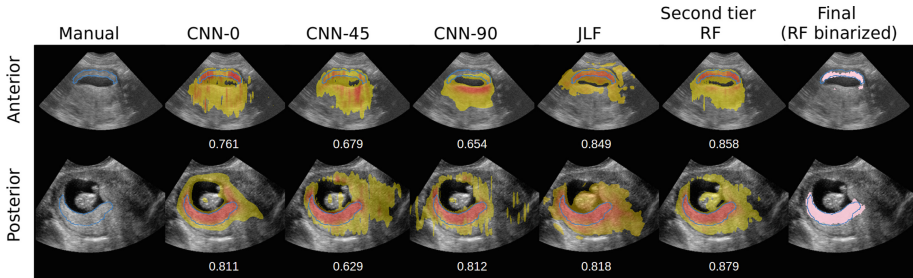 Manual CNN-0 CNN-45 CNN-90 JLF Second tier RF Final (RF binarized)
Anterior
0.761 0.679 0.654 0.849 0.858
Posterior
0.811 0.629 0.812 0.818 0.879